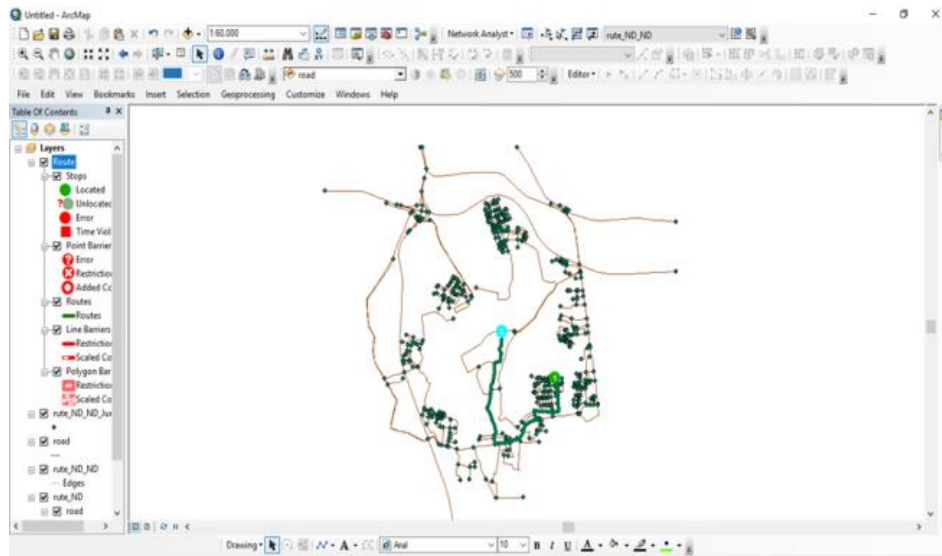 Untitled - ArcMap
1:60,000
Network Analyst
rute_ND_ND
road
500
Editor
File Edit View Bookmarks Insert Selection Geoprocessing Customize Windows Help
Table Of Contents
Layers
Route
Stops
Located
Unlocated
Error
Time Viol
Point Barrier
Error
Restriction
Added Co
Routes
Routes
Line Barriers
Restriction
Scaled Co
Polygon Bar
Restriction
Scaled Co
rute_ND_ND_Jun
road
rute_ND_ND
Edges
rute_ND
road
Drawing
A
Arial
10
B I U A